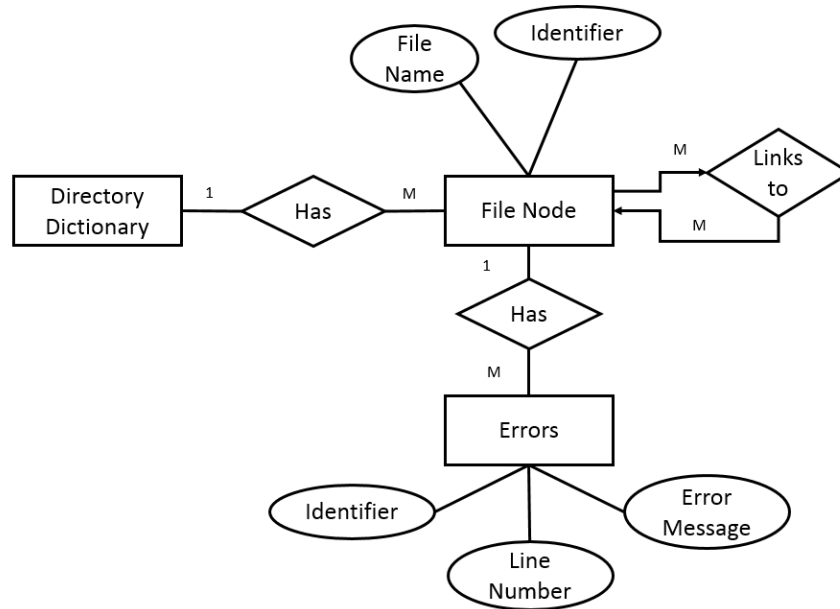 File
Name
Identifier
Directory
Dictionary
1
Has
M
File Node
M
Links
to
M
1
Has
M
Errors
Identifier
Line
Number
Error
Message